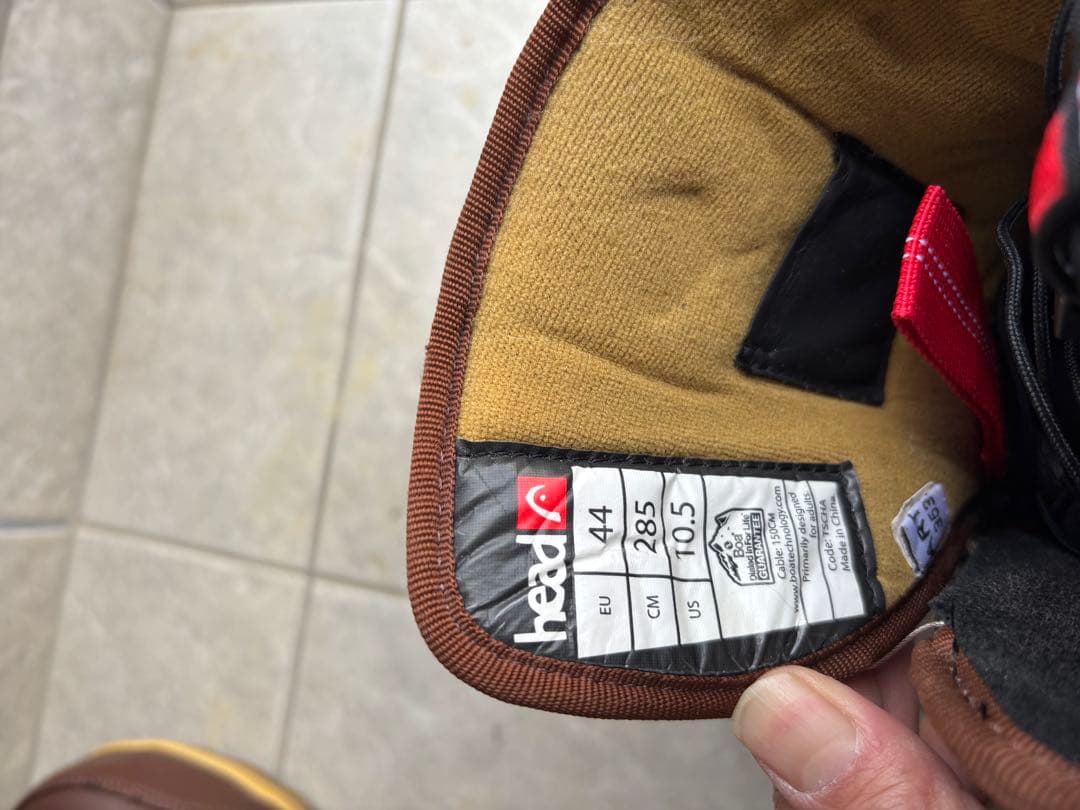 head
EU 44
CM 285
US 10.5
Boa
Dialed In For Life
GUARANTEE
Cable: 150CM
www.boatechnology.com
Primarily designed
for adults
Code: TSCHA
Made in China